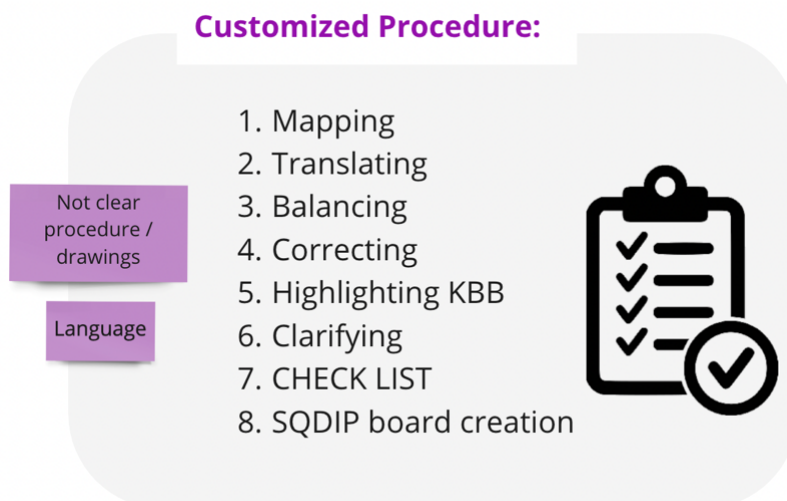 Customized Procedure:
1. Mapping
2. Translating
3. Balancing
4. Correcting
5. Highlighting KBB
6. Clarifying
7. CHECK LIST
8. SQDIP board creation
Not clear
procedure /
drawings
Language